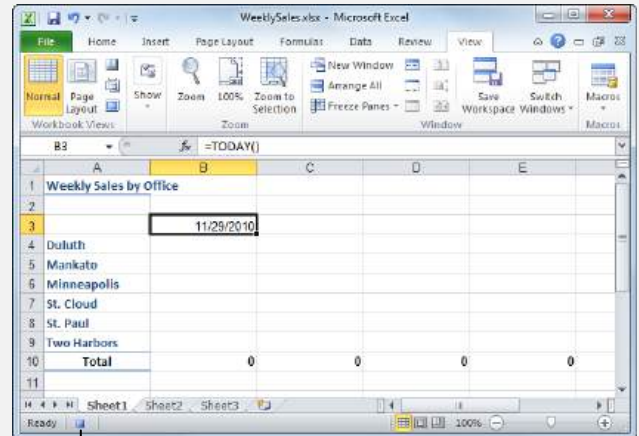 WeeklySales.xlsx - Microsoft Excel
File Home Insert Page Layout Formulas Data Review View
Normal Page Layout Show Zoom 100% Zoom to Selection New Window Arrange All Freeze Panes Save Workspace Switch Windows Macros
Workbook Views Zoom Window Macros
B3 fx =TODAY()
A B C D E
1 Weekly Sales by Office
2
3 11/29/2010
4 Duluth
5 Mankato
6 Minneapolis
7 St. Cloud
8 St. Paul
9 Two Harbors
10 Total 0 0 0 0
11
Sheet1 Sheet2 Sheet3
Ready 100%